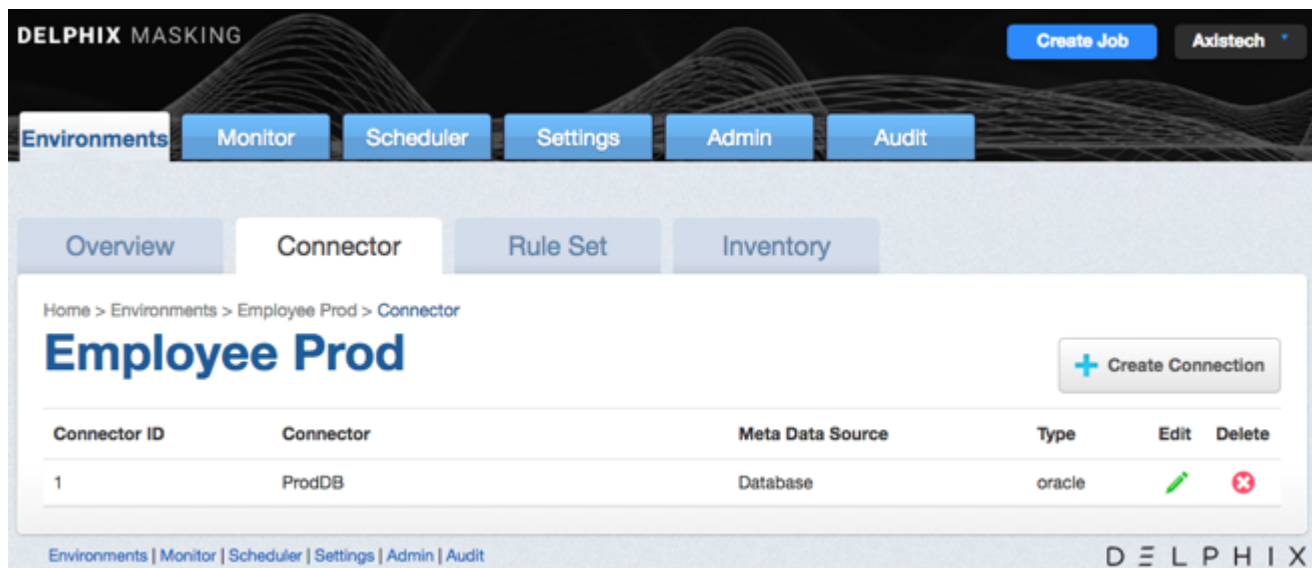 DELPHIX MASKING
Create Job
Axistech
Environments Monitor Scheduler Settings Admin Audit
Overview Connector Rule Set Inventory
Home > Environments > Employee Prod > Connector
Employee Prod
Create Connection
Connector ID Connector Meta Data Source Type Edit Delete
1 ProdDB Database oracle
Environments | Monitor | Scheduler | Settings | Admin | Audit
DELPHIX